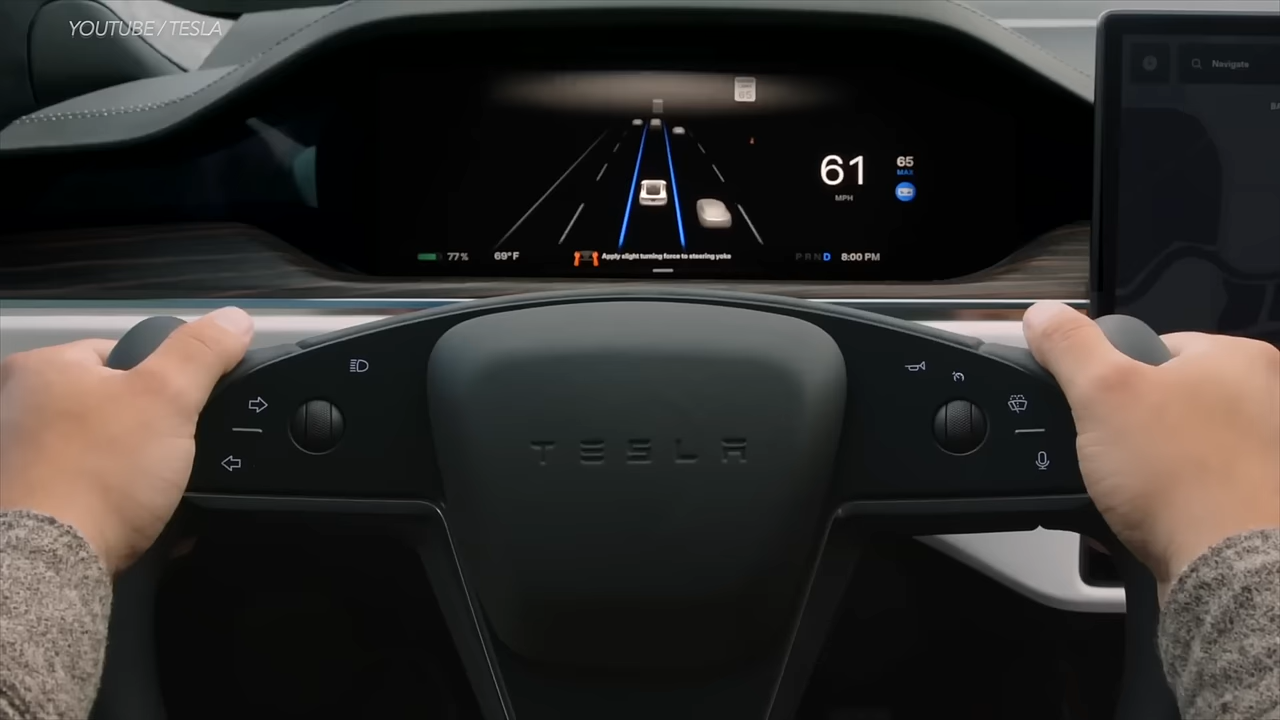 YOUTUBE / TESLA
Navigate
65
61
MPH
65
MAX
77 %
69°F
Apply slight turning force to steering yoke
P R N D
8:00 PM
TESLA